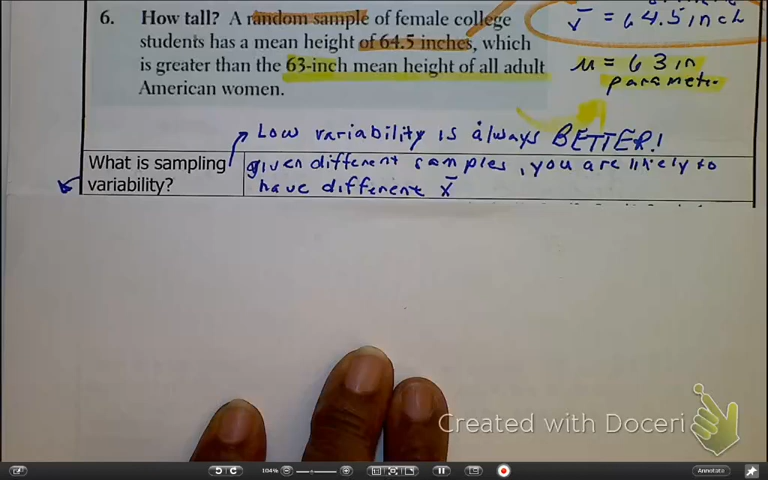 6. How tall? A random sample of female college
students has a mean height of 64.5 inches, which
is greater than the 63-inch mean height of all adult
American women.
x̄ = 64.5 inch
μ = 63 in
paramete
Low variability is always BETTER!
What is sampling
variability?
given different samples, you are likely to
have different x̄
Created with Doceri
104%
Annotate